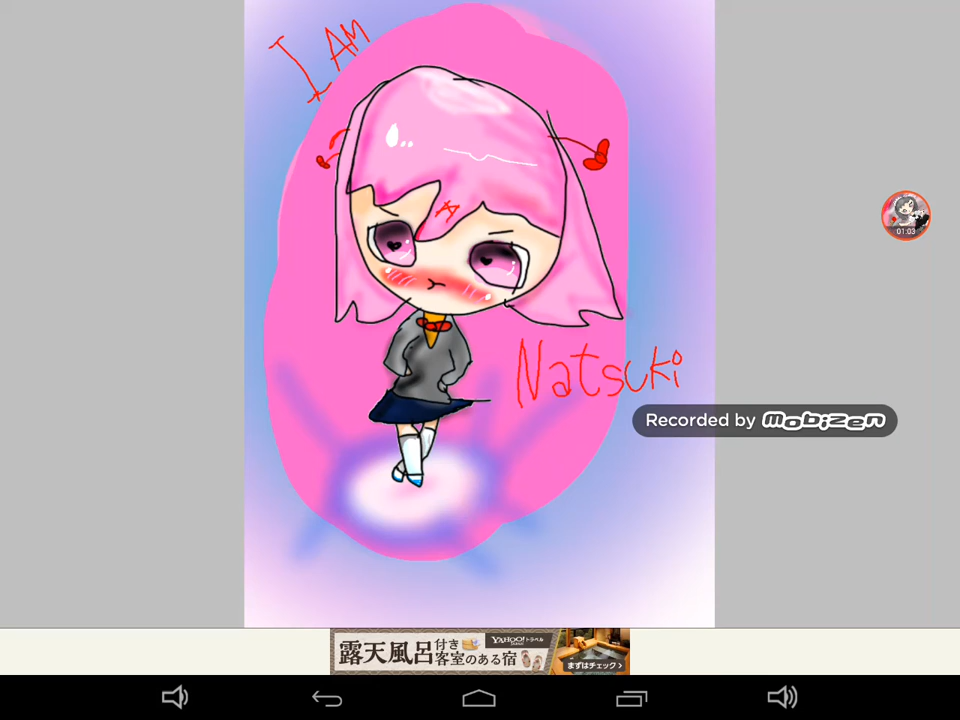 I AM
Natsuki
01:03
Recorded by mobizen
露天風呂付き客室のある宿
YAHOO!トラベル
まずはチェック >